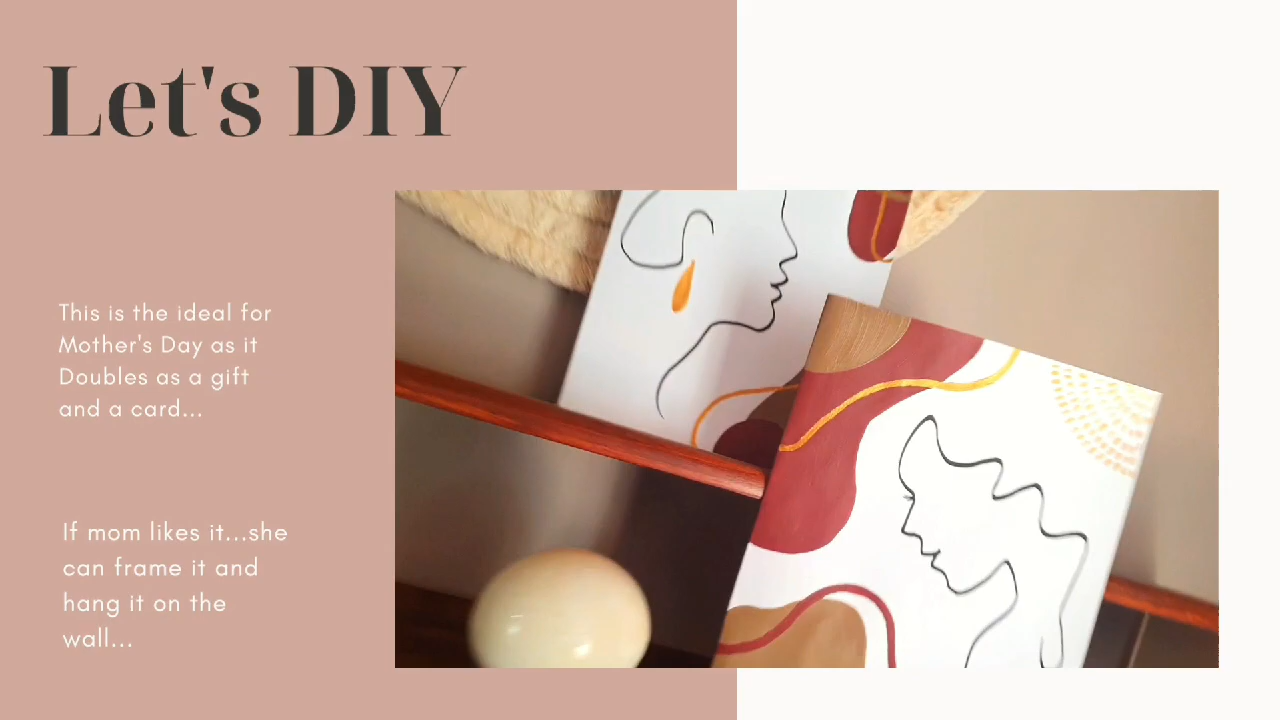 Let's DIY
This is the ideal for
Mother's Day as it
Doubles as a gift
and a card...
If mom likes it...she
can frame it and
hang it on the
wall...